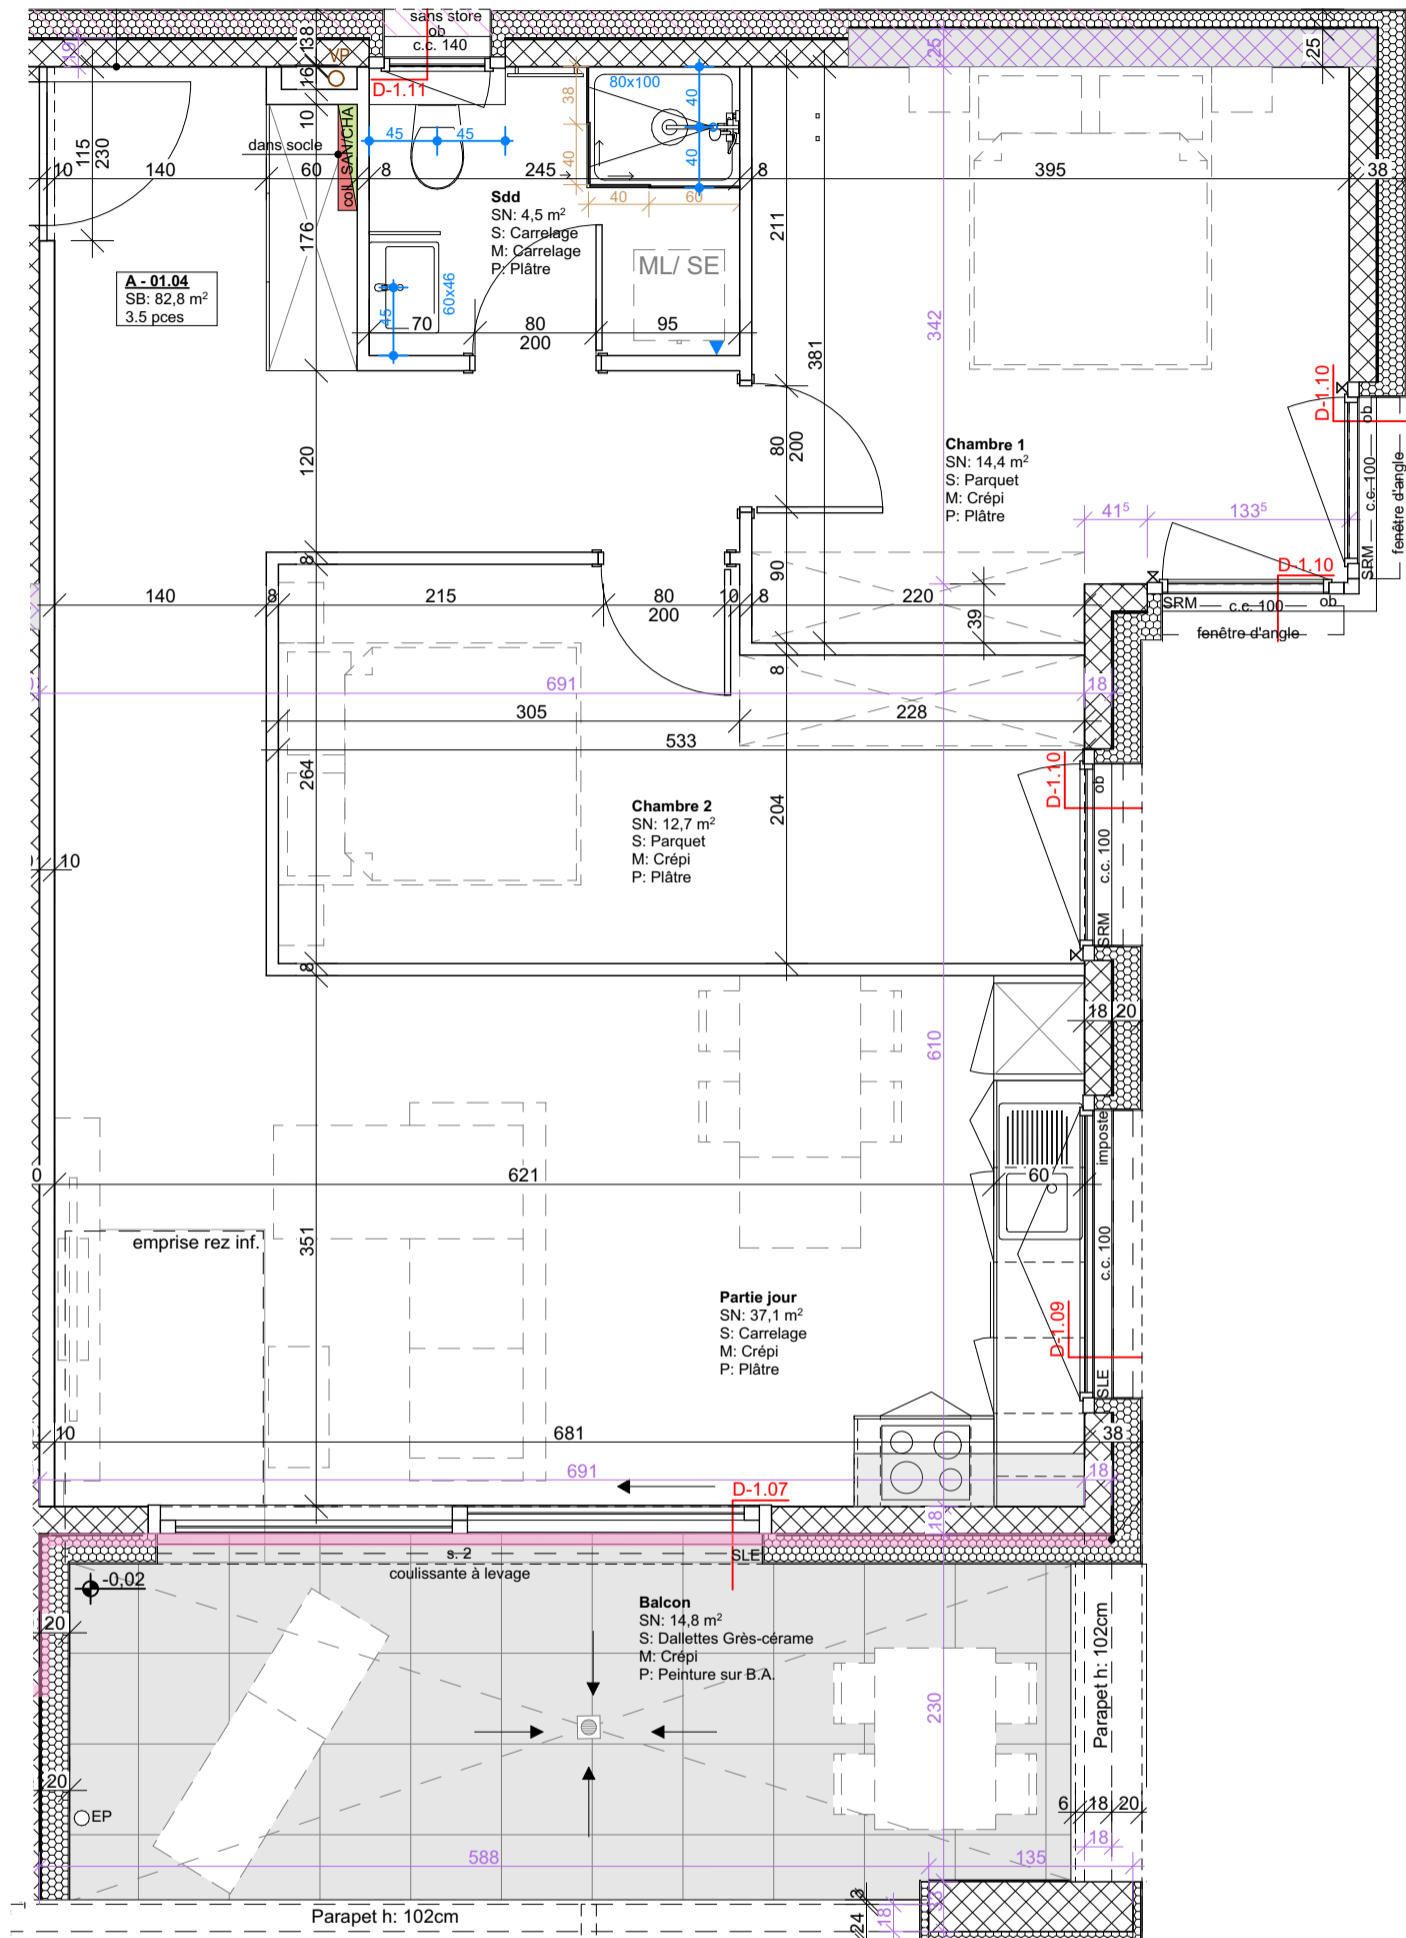 sans store
ob
c.c. 140
138
25
25
19
VP
16
D-1.11
80x100
38
40
10
coll. SAN/CHA
dans socle
45
45
115
230
40
40
10
140
60
8
245
8
395
38
40
60
Sdd
SN: 4,5 m²
S: Carrelage
M: Carrelage
P: Plâtre
176
211
ML/ SE
A - 01.04
SB: 82,8 m²
3.5 pces
60x46
45
342
70
80
200
95
381
D-1.10
ob
80
200
Chambre 1
SN: 14,4 m²
S: Parquet
M: Crépi
P: Plâtre
120
c.c. 100
fenêtre d'angle
SRM
41⁵
133⁵
8
90
D-1.10
140
8
215
80
200
10
8
220
39
SRM
c.c. 100
ob
fenêtre d'angle
8
691
18
305
228
533
264
D-1.10
ob
Chambre 2
SN: 12,7 m²
S: Parquet
M: Crépi
P: Plâtre
204
c.c. 100
10
SRM
8
18
20
610
imposte
0
621
60
351
emprise rez inf.
c.c. 100
Partie jour
SN: 37,1 m²
S: Carrelage
M: Crépi
P: Plâtre
D-1.09
SLE
10
681
38
691
18
D-1.07
18
s. 2
SLE
coulissante à levage
-0,02
Balcon
SN: 14,8 m²
S: Dallettes Grès-cérame
M: Crépi
P: Peinture sur B.A.
20
Parapet h: 102cm
230
20
EP
6
18
20
18
588
135
Parapet h: 102cm
24
18